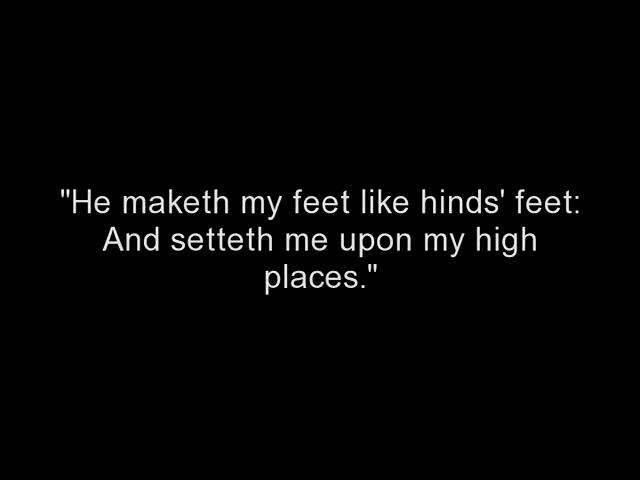 "He maketh my feet like hinds' feet:
And setteth me upon my high
places."